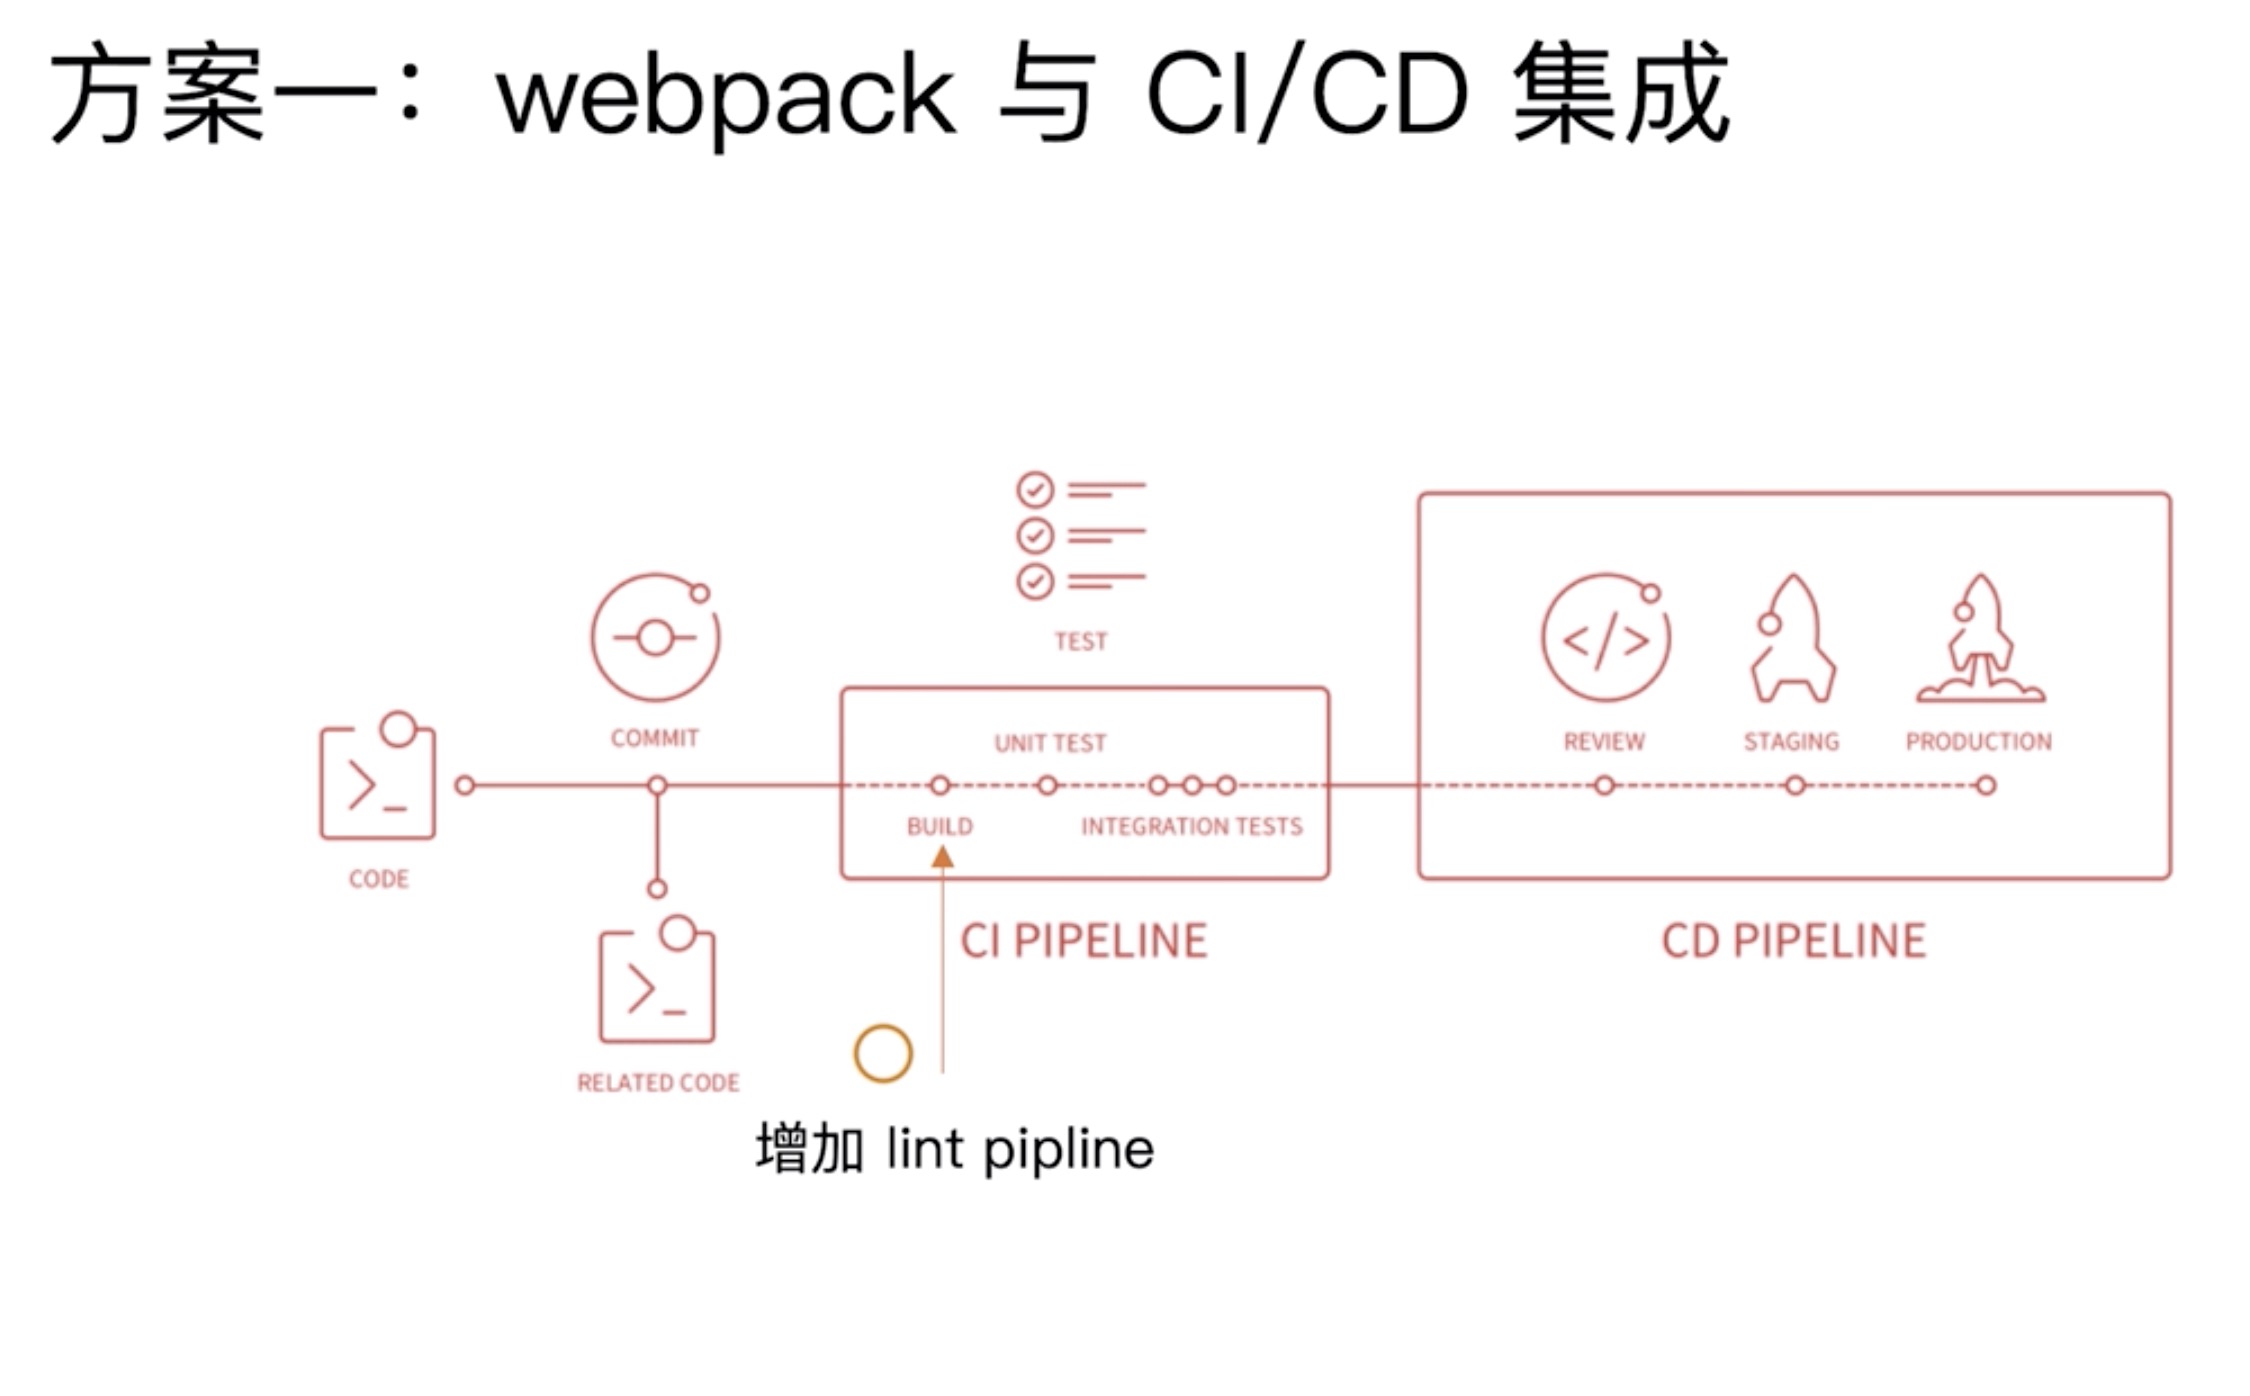 方案一：webpack 与 CI/CD 集成
TEST
COMMIT
UNIT TEST
REVIEW
STAGING
PRODUCTION
BUILD
INTEGRATION TESTS
CODE
CI PIPELINE
CD PIPELINE
RELATED CODE
增加 lint pipline